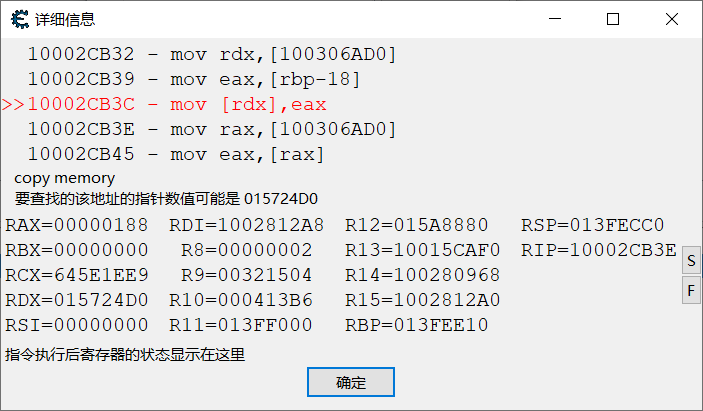 详细信息
10002CB32 - mov rdx,[100306AD0]
10002CB39 - mov eax,[rbp-18]
>>10002CB3C - mov [rdx],eax
10002CB3E - mov rax,[100306AD0]
10002CB45 - mov eax,[rax]
copy memory
要查找的该地址的指针数值可能是 015724D0
RAX=00000188 RDI=1002812A8 R12=015A8880 RSP=013FECC0
RBX=00000000 R8=00000002 R13=10015CAF0 RIP=10002CB3E
RCX=645E1EE9 R9=00321504 R14=100280968
RDX=015724D0 R10=000413B6 R15=1002812A0
RSI=00000000 R11=013FF000 RBP=013FEE10
S
F
指令执行后寄存器的状态显示在这里
确定